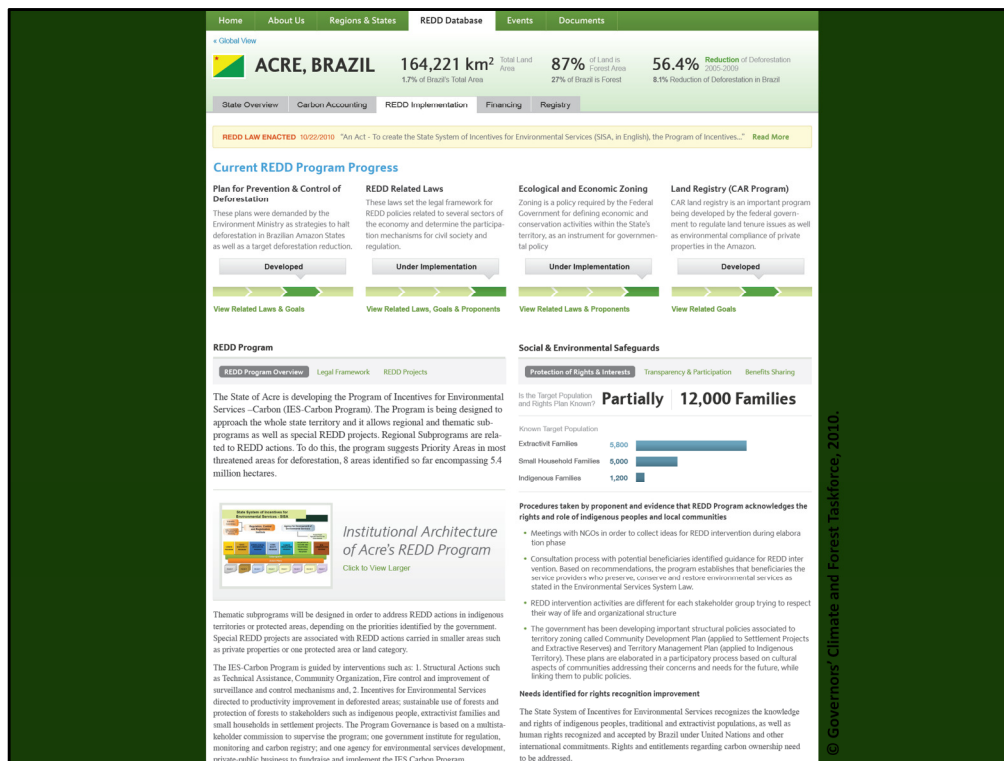 Home About Us Regions & States REDD Database Events Documents
« Global View
ACRE, BRAZIL
164,221 km² Total Land Area
1.7% of Brazil's Total Area
87% of Land is Forest Area
27% of Brazil is Forest
56.4% Reduction of Deforestation 2005-2009
8.1% Reduction of Deforestation in Brazil
State Overview Carbon Accounting REDD Implementation Financing Registry
REDD LAW ENACTED 10/22/2010 "An Act - To create the State System of Incentives for Environmental Services (SISA, in English), the Program of Incentives..." Read More
Current REDD Program Progress
Plan for Prevention & Control of
Deforestation
These plans were demanded by the
Environment Ministry as strategies to halt
deforestation in Brazilian Amazon States
as well as a target deforestation reduction.
Developed
View Related Laws & Goals
REDD Related Laws
These laws set the legal framework for
REDD policies related to several sectors of
the economy and determine the participa-
tion mechanisms for civil society and
regulation.
Under Implementation
View Related Laws, Goals & Proponents
Ecological and Economic Zoning
Zoning is a policy required by the Federal
Government for defining economic and
conservation activities within the State's
territory, as an instrument for governmen-
tal policy
Under Implementation
View Related Laws & Proponents
Land Registry (CAR Program)
CAR land registry is an important program
being developed by the federal govern-
ment to regulate land tenure issues as well
as environmental compliance of private
properties in the Amazon.
Developed
View Related Goals
REDD Program
REDD Program Overview Legal Framework REDD Projects
The State of Acre is developing the Program of Incentives for Environmental
Services –Carbon (IES-Carbon Program). The Program is being designed to
approach the whole state territory and it allows regional and thematic sub-
programs as well as special REDD projects. Regional Subprograms are rela-
ted to REDD actions. To do this, the program suggests Priority Areas in most
threatened areas for deforestation, 8 areas identified so far encompassing 5.4
million hectares.
State System of Incentives for
Environmental Services - SISA
Institutional Architecture
of Acre's REDD Program
Click to View Larger
Thematic subprograms will be designed in order to address REDD actions in indigenous
territories or protected areas, depending on the priorities identified by the government.
Special REDD projects are associated with REDD actions carried in smaller areas such
as private properties or one protected area or land category.
The IES-Carbon Program is guided by interventions such as: 1. Structural Actions such
as Technical Assistance, Community Organization, Fire control and improvement of
surveillance and control mechanisms and, 2. Incentives for Environmental Services
directed to productivity improvement in deforested areas; sustainable use of forests and
protection of forests to stakeholders such as indigenous people, extractivist families and
small households in settlement projects. The Program Governance is based on a multista-
keholder commission to supervise the program; one government institute for regulation,
monitoring and carbon registry; and one agency for environmental services development,
private-public business to fundraise and implement the IES Carbon Program
Social & Environmental Safeguards
Protection of Rights & Interests Transparency & Participation Benefits Sharing
Is the Target Population
and Rights Plan Known? Partially 12,000 Families
Known Target Population
Extractivit Families 5,800
Small Household Families 5,000
Indigenous Families 1,200
Procedures taken by proponent and evidence that REDD Program acknowledges the
rights and role of indigenous peoples and local communities
• Meetings with NGOs in order to collect ideas for REDD intervention during elabora
tion phase
• Consultation process with potential beneficiaries identified guidance for REDD inter
vention. Based on recommendations, the program establishes that beneficiaries the
service providers who preserve, conserve and restore environmental services as
stated in the Environmental Services System Law.
• REDD intervention activities are different for each stakeholder group trying to respect
their way of life and organizational structure
• The government has been developing important structural policies associated to
territory zoning called Community Development Plan (applied to Settlement Projects
and Extractive Reserves) and Territory Management Plan (applied to Indigenous
Territory). These plans are elaborated in a participatory process based on cultural
aspects of communities addressing their concerns and needs for the future, while
linking them to public policies.
Needs identified for rights recognition improvement
The State System of Incentives for Environmental Services recognizes the knowledge
and rights of indigenous peoples, traditional and extractivist populations, as well as
human rights recognized and accepted by Brazil under United Nations and other
international commitments. Rights and entitlements regarding carbon ownership need
to be addressed.
© Governors' Climate and Forest Taskforce, 2010.